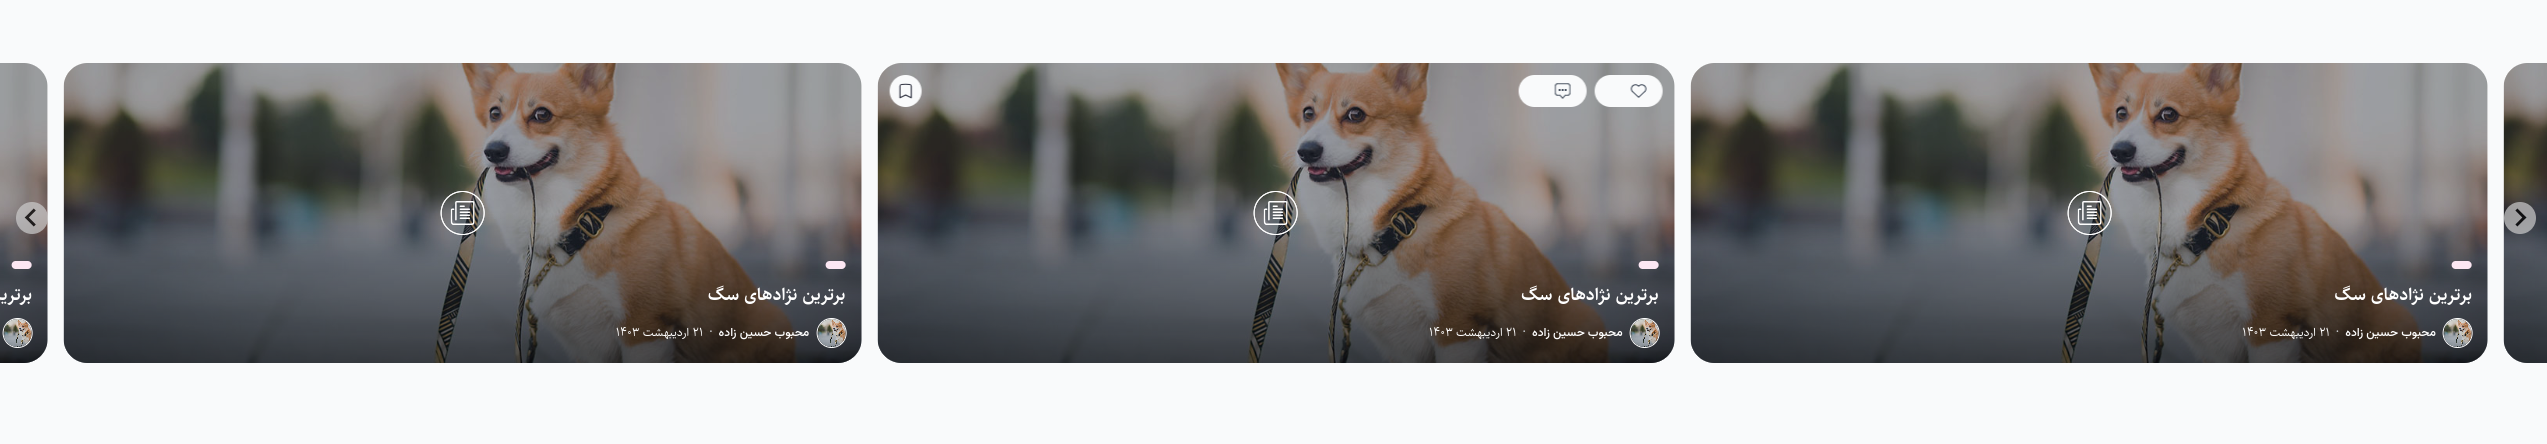 برترین نژادهای سگ
محبوب حسین زاده · ۲۱ اردیبهشت ۱۴۰۳
برترین نژادهای سگ
محبوب حسین زاده · ۲۱ اردیبهشت ۱۴۰۳
برترین نژادهای سگ
محبوب حسین زاده · ۲۱ اردیبهشت ۱۴۰۳